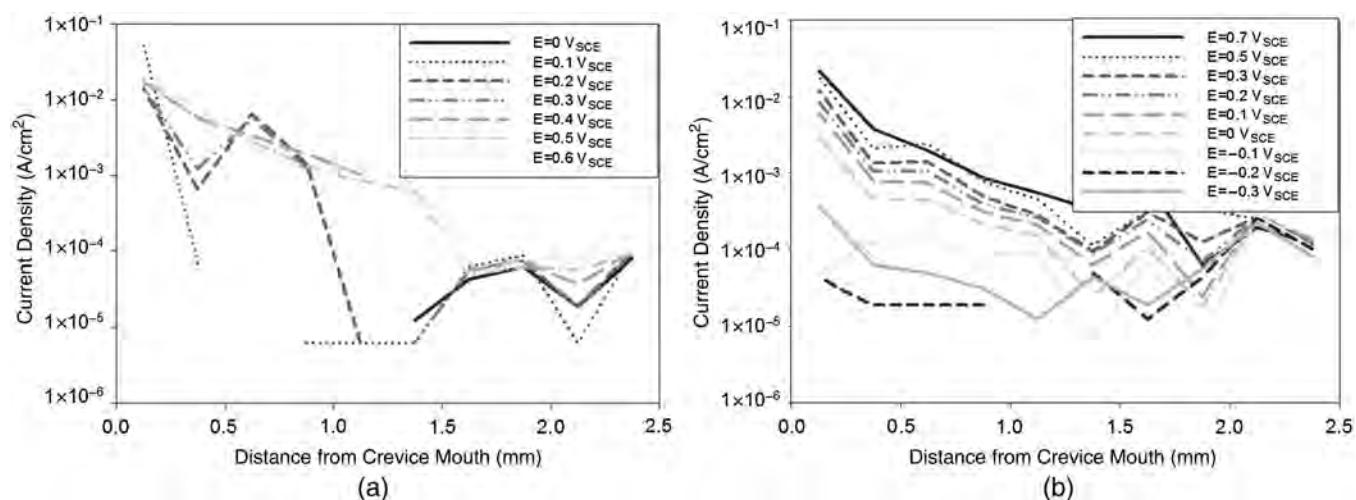 1×10⁻¹
1×10⁻²
1×10⁻³
1×10⁻⁴
1×10⁻⁵
1×10⁻⁶
Current Density (A/cm²)
0.0 0.5 1.0 1.5 2.0 2.5
Distance from Crevice Mouth (mm)
(a)
E=0 V_SCE
E=0.1 V_SCE
E=0.2 V_SCE
E=0.3 V_SCE
E=0.4 V_SCE
E=0.5 V_SCE
E=0.6 V_SCE
1×10⁻¹
1×10⁻²
1×10⁻³
1×10⁻⁴
1×10⁻⁵
1×10⁻⁶
Current Density (A/cm²)
0.0 0.5 1.0 1.5 2.0 2.5
Distance from Crevice Mouth (mm)
(b)
E=0.7 V_SCE
E=0.5 V_SCE
E=0.3 V_SCE
E=0.2 V_SCE
E=0.1 V_SCE
E=0 V_SCE
E=−0.1 V_SCE
E=−0.2 V_SCE
E=−0.3 V_SCE